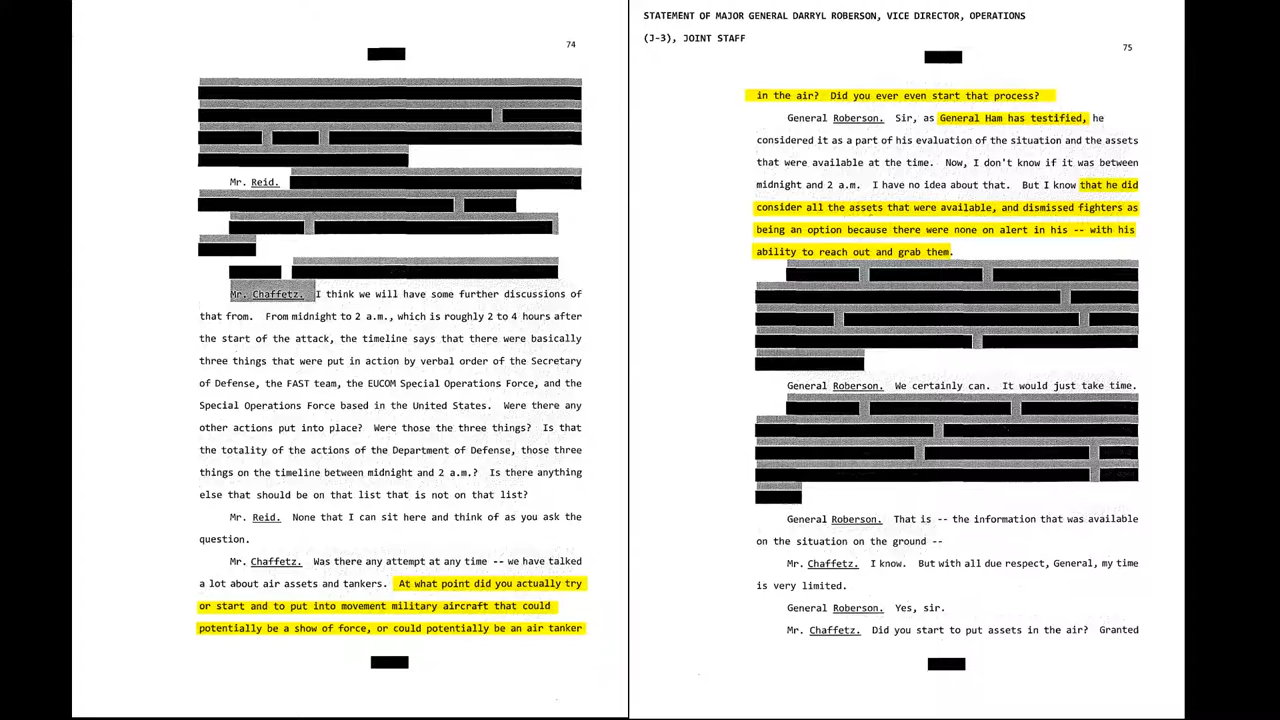 74
Mr. Reid.
Mr. Chaffetz. I think we will have some further discussions of
that from. From midnight to 2 a.m., which is roughly 2 to 4 hours after
the start of the attack, the timeline says that there were basically
three things that were put in action by verbal order of the Secretary
of Defense, the FAST team, the EUCOM Special Operations Force, and the
Special Operations Force based in the United States. Were there any
other actions put into place? Were those the three things? Is that
the totality of the actions of the Department of Defense, those three
things on the timeline between midnight and 2 a.m.? Is there anything
else that should be on that list that is not on that list?
Mr. Reid. None that I can sit here and think of as you ask the
question.
Mr. Chaffetz. Was there any attempt at any time -- we have talked
a lot about air assets and tankers. At what point did you actually try
or start and to put into movement military aircraft that could
potentially be a show of force, or could potentially be an air tanker
STATEMENT OF MAJOR GENERAL DARRYL ROBERSON, VICE DIRECTOR, OPERATIONS
(J-3), JOINT STAFF
75
in the air? Did you ever even start that process?
General Roberson. Sir, as General Ham has testified, he
considered it as a part of his evaluation of the situation and the assets
that were available at the time. Now, I don't know if it was between
midnight and 2 a.m. I have no idea about that. But I know that he did
consider all the assets that were available, and dismissed fighters as
being an option because there were none on alert in his -- with his
ability to reach out and grab them.
General Roberson. We certainly can. It would just take time.
General Roberson. That is -- the information that was available
on the situation on the ground --
Mr. Chaffetz. I know. But with all due respect, General, my time
is very limited.
General Roberson. Yes, sir.
Mr. Chaffetz. Did you start to put assets in the air? Granted